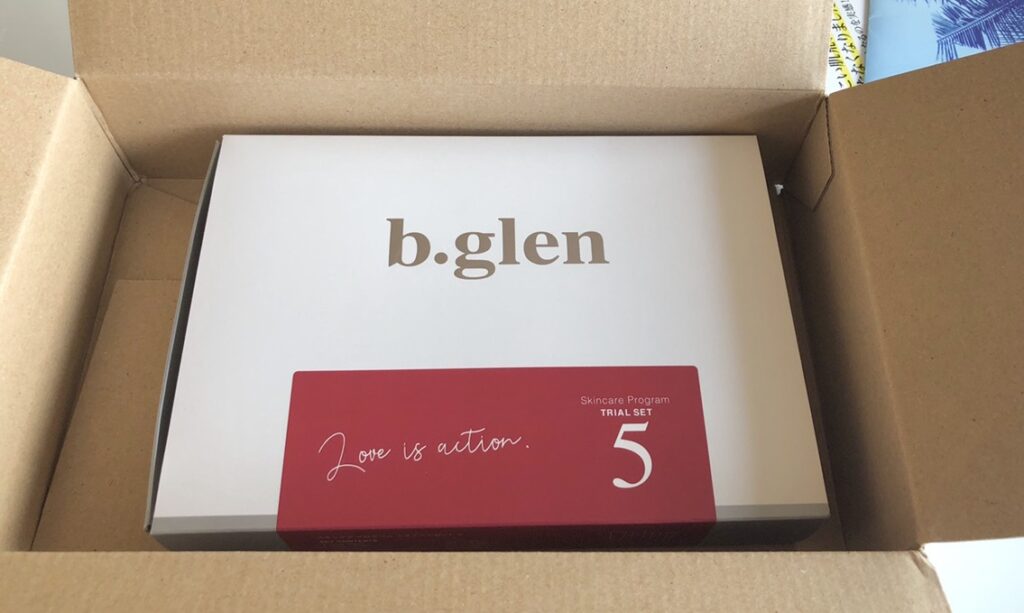 b.glen
Skincare Program
TRIAL SET
5
Love is action.